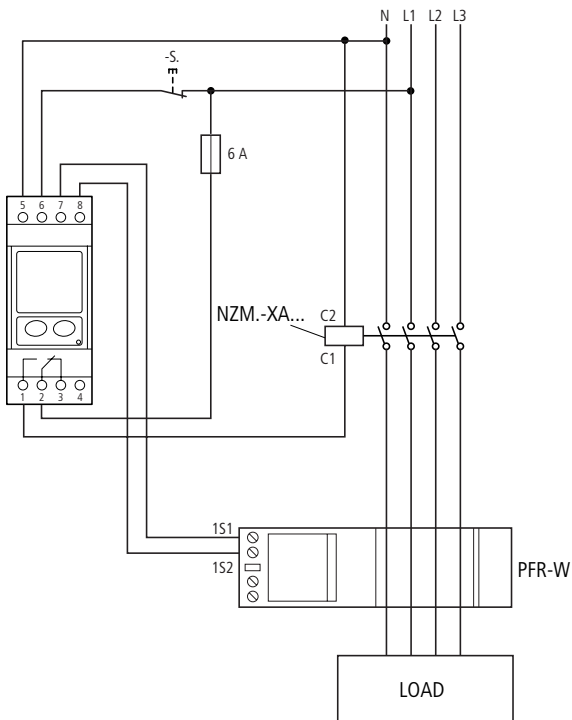 N L1 L2 L3
-S.
6 A
5 6 7 8
NZM.-XA...
C2
C1
1 2 3 4
1S1
1S2
PFR-W
LOAD